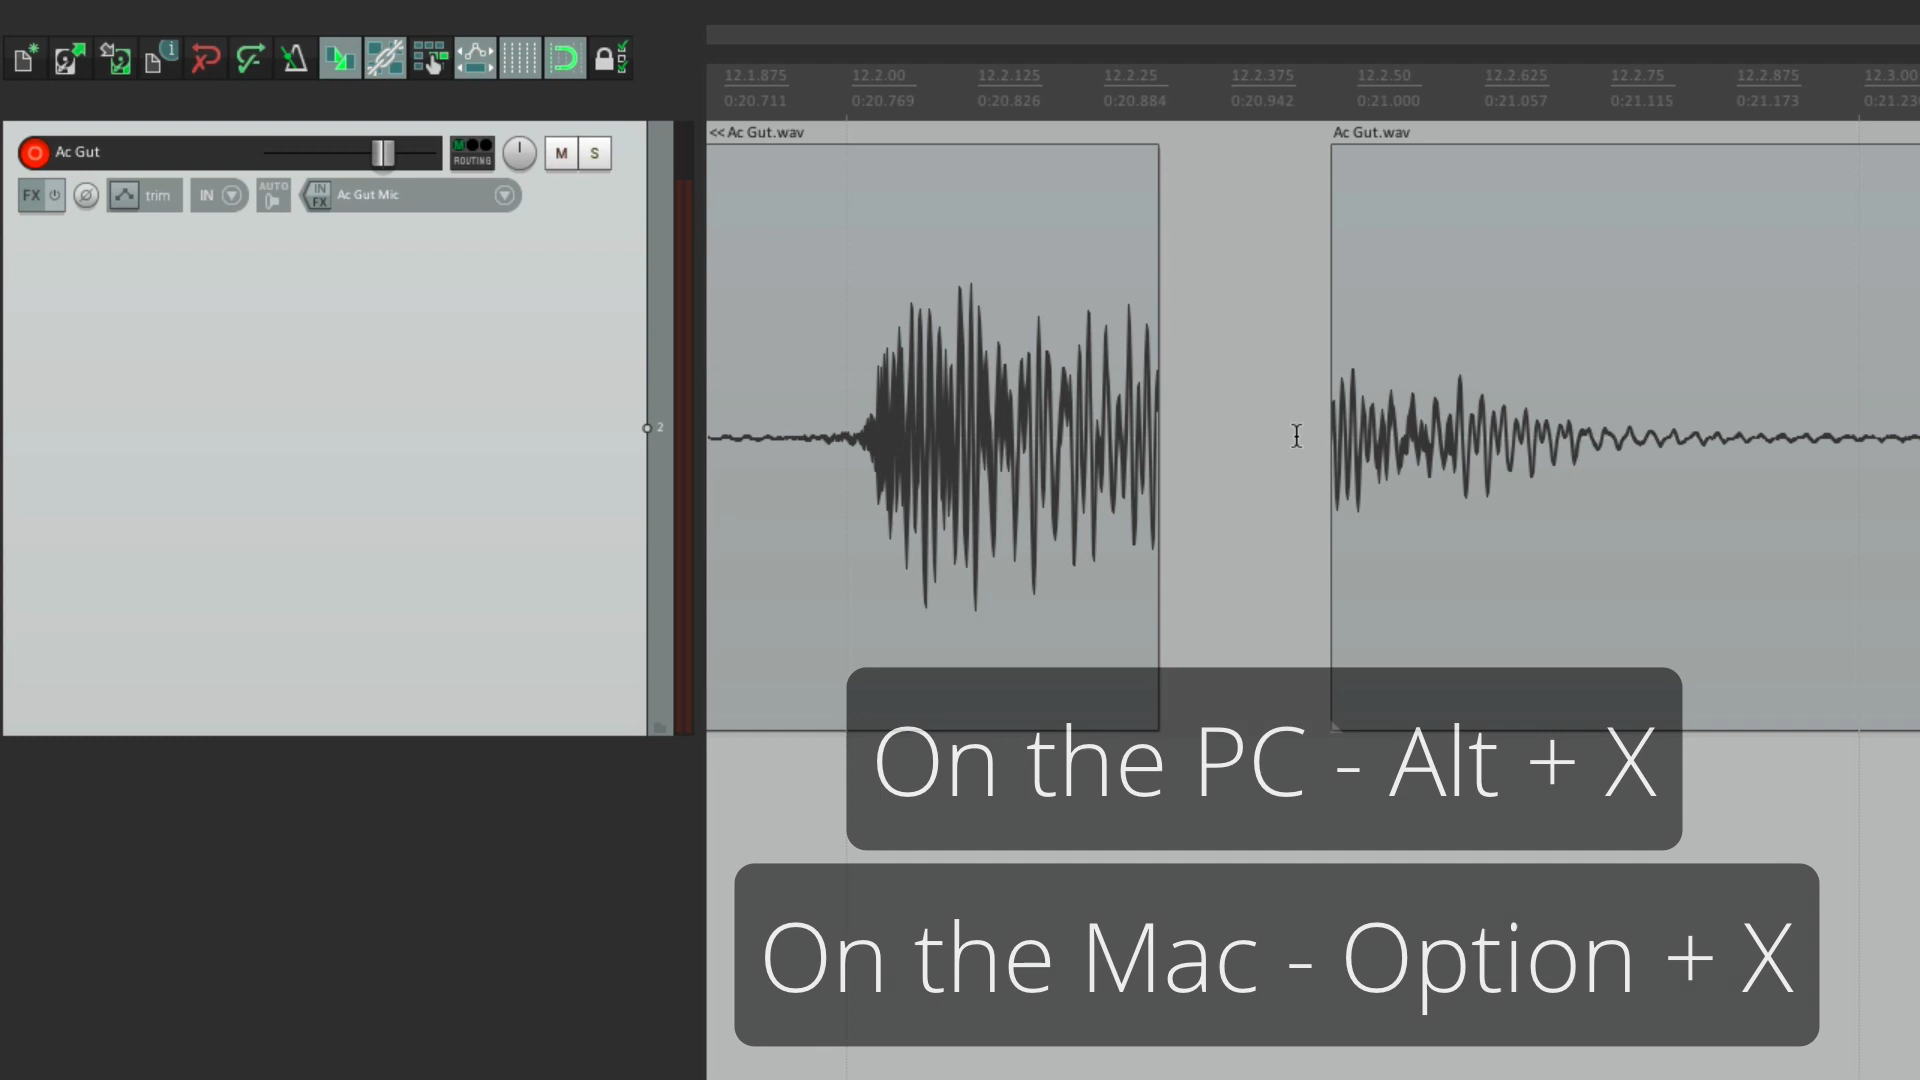 12.1.875 12.2.00 12.2.125 12.2.25 12.2.375 12.2.50 12.2.625 12.2.75 12.2.875 12.3.00
0:20.711 0:20.769 0:20.826 0:20.884 0:20.942 0:21.000 0:21.057 0:21.115 0:21.173
<< Ac Gut.wav Ac Gut.wav
Ac Gut M ROUTING M S
FX trim IN AUTO IN FX Ac Gut Mic
2
On the PC - Alt + X
On the Mac - Option + X